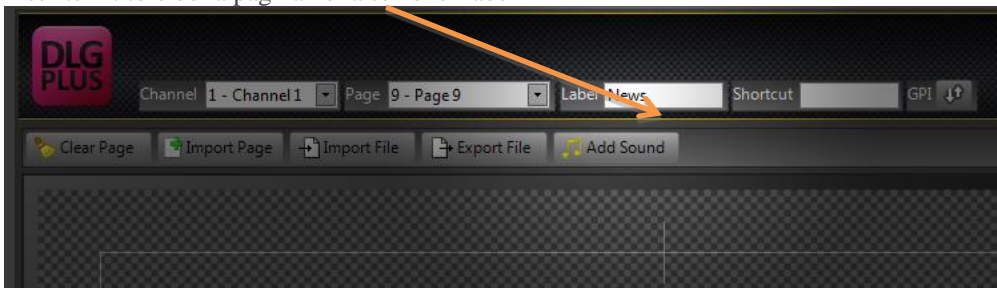 DLG
PLUS
Channel 1 - Channel 1 Page 9 - Page 9 Label News Shortcut GPI
Clear Page Import Page Import File Export File Add Sound